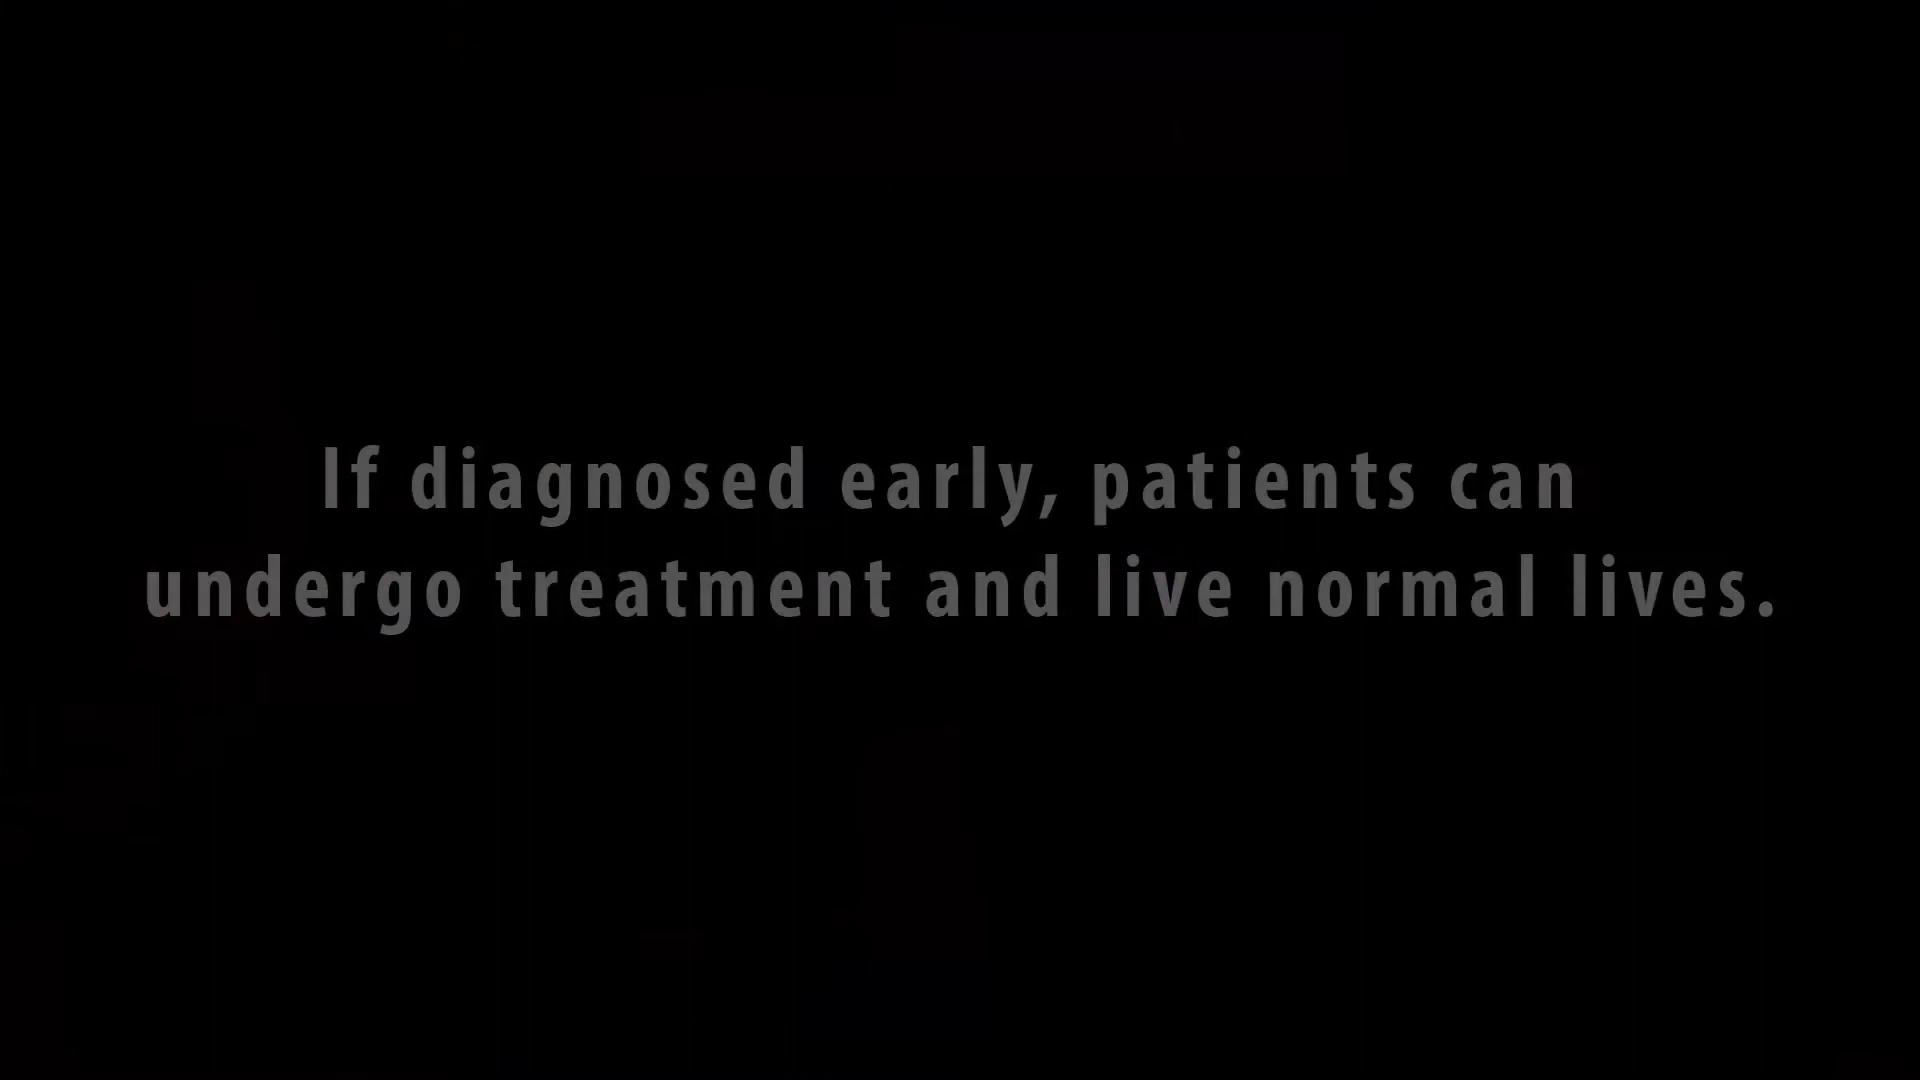 If diagnosed early, patients can
undergo treatment and live normal lives.